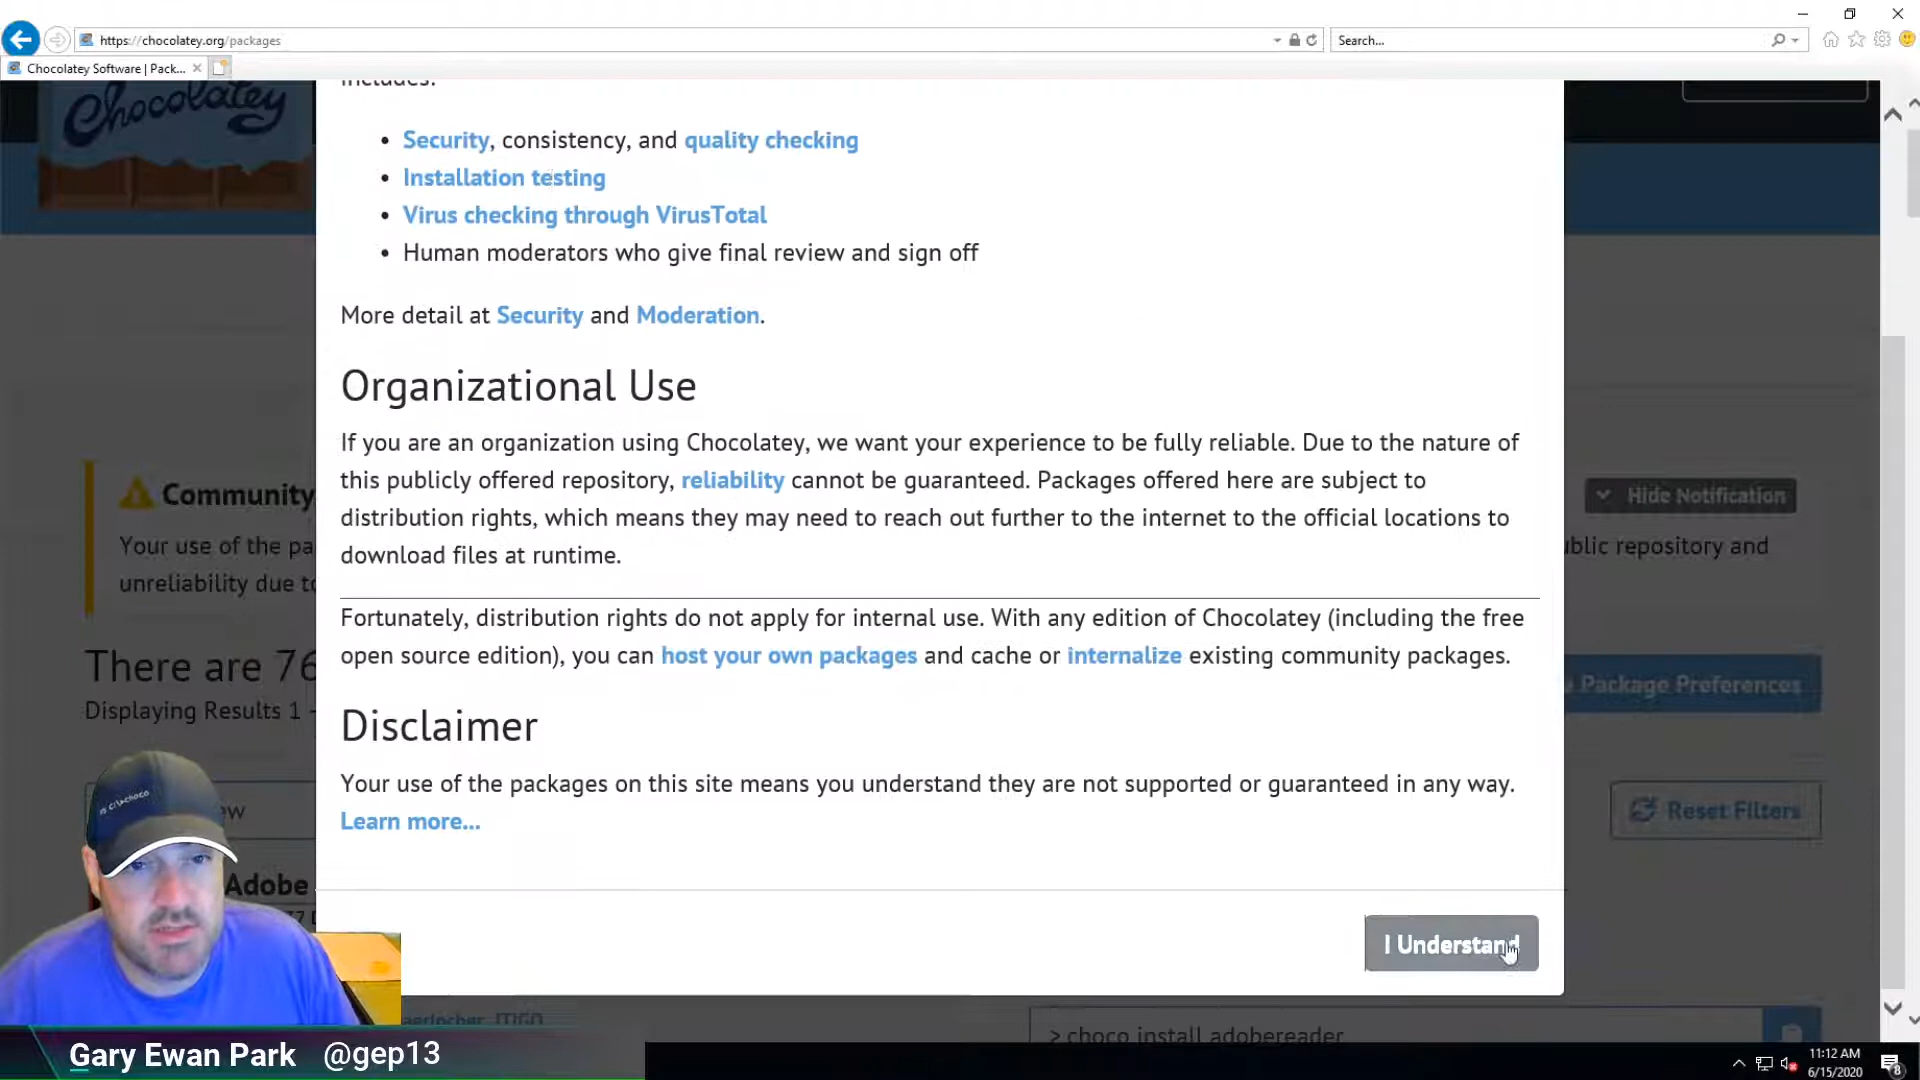 https://chocolatey.org/packages
Search...
Chocolatey Software | Pack...
Chocolatey
includes:
Security, consistency, and quality checking
Installation testing
Virus checking through VirusTotal
Human moderators who give final review and sign off
More detail at Security and Moderation.
Organizational Use
If you are an organization using Chocolatey, we want your experience to be fully reliable. Due to the nature of
this publicly offered repository, reliability cannot be guaranteed. Packages offered here are subject to
distribution rights, which means they may need to reach out further to the internet to the official locations to
download files at runtime.
Fortunately, distribution rights do not apply for internal use. With any edition of Chocolatey (including the free
open source edition), you can host your own packages and cache or internalize existing community packages.
Disclaimer
Your use of the packages on this site means you understand they are not supported or guaranteed in any way.
Learn more...
I Understand
Community
Hide Notification
Your use of the pa
blic repository and
unreliability due to
There are 76
Package Preferences
Displaying Results 1 -
Reset Filters
Adobe
> choco install adobereader
Gary Ewan Park @gep13
11:12 AM
6/15/2020
8